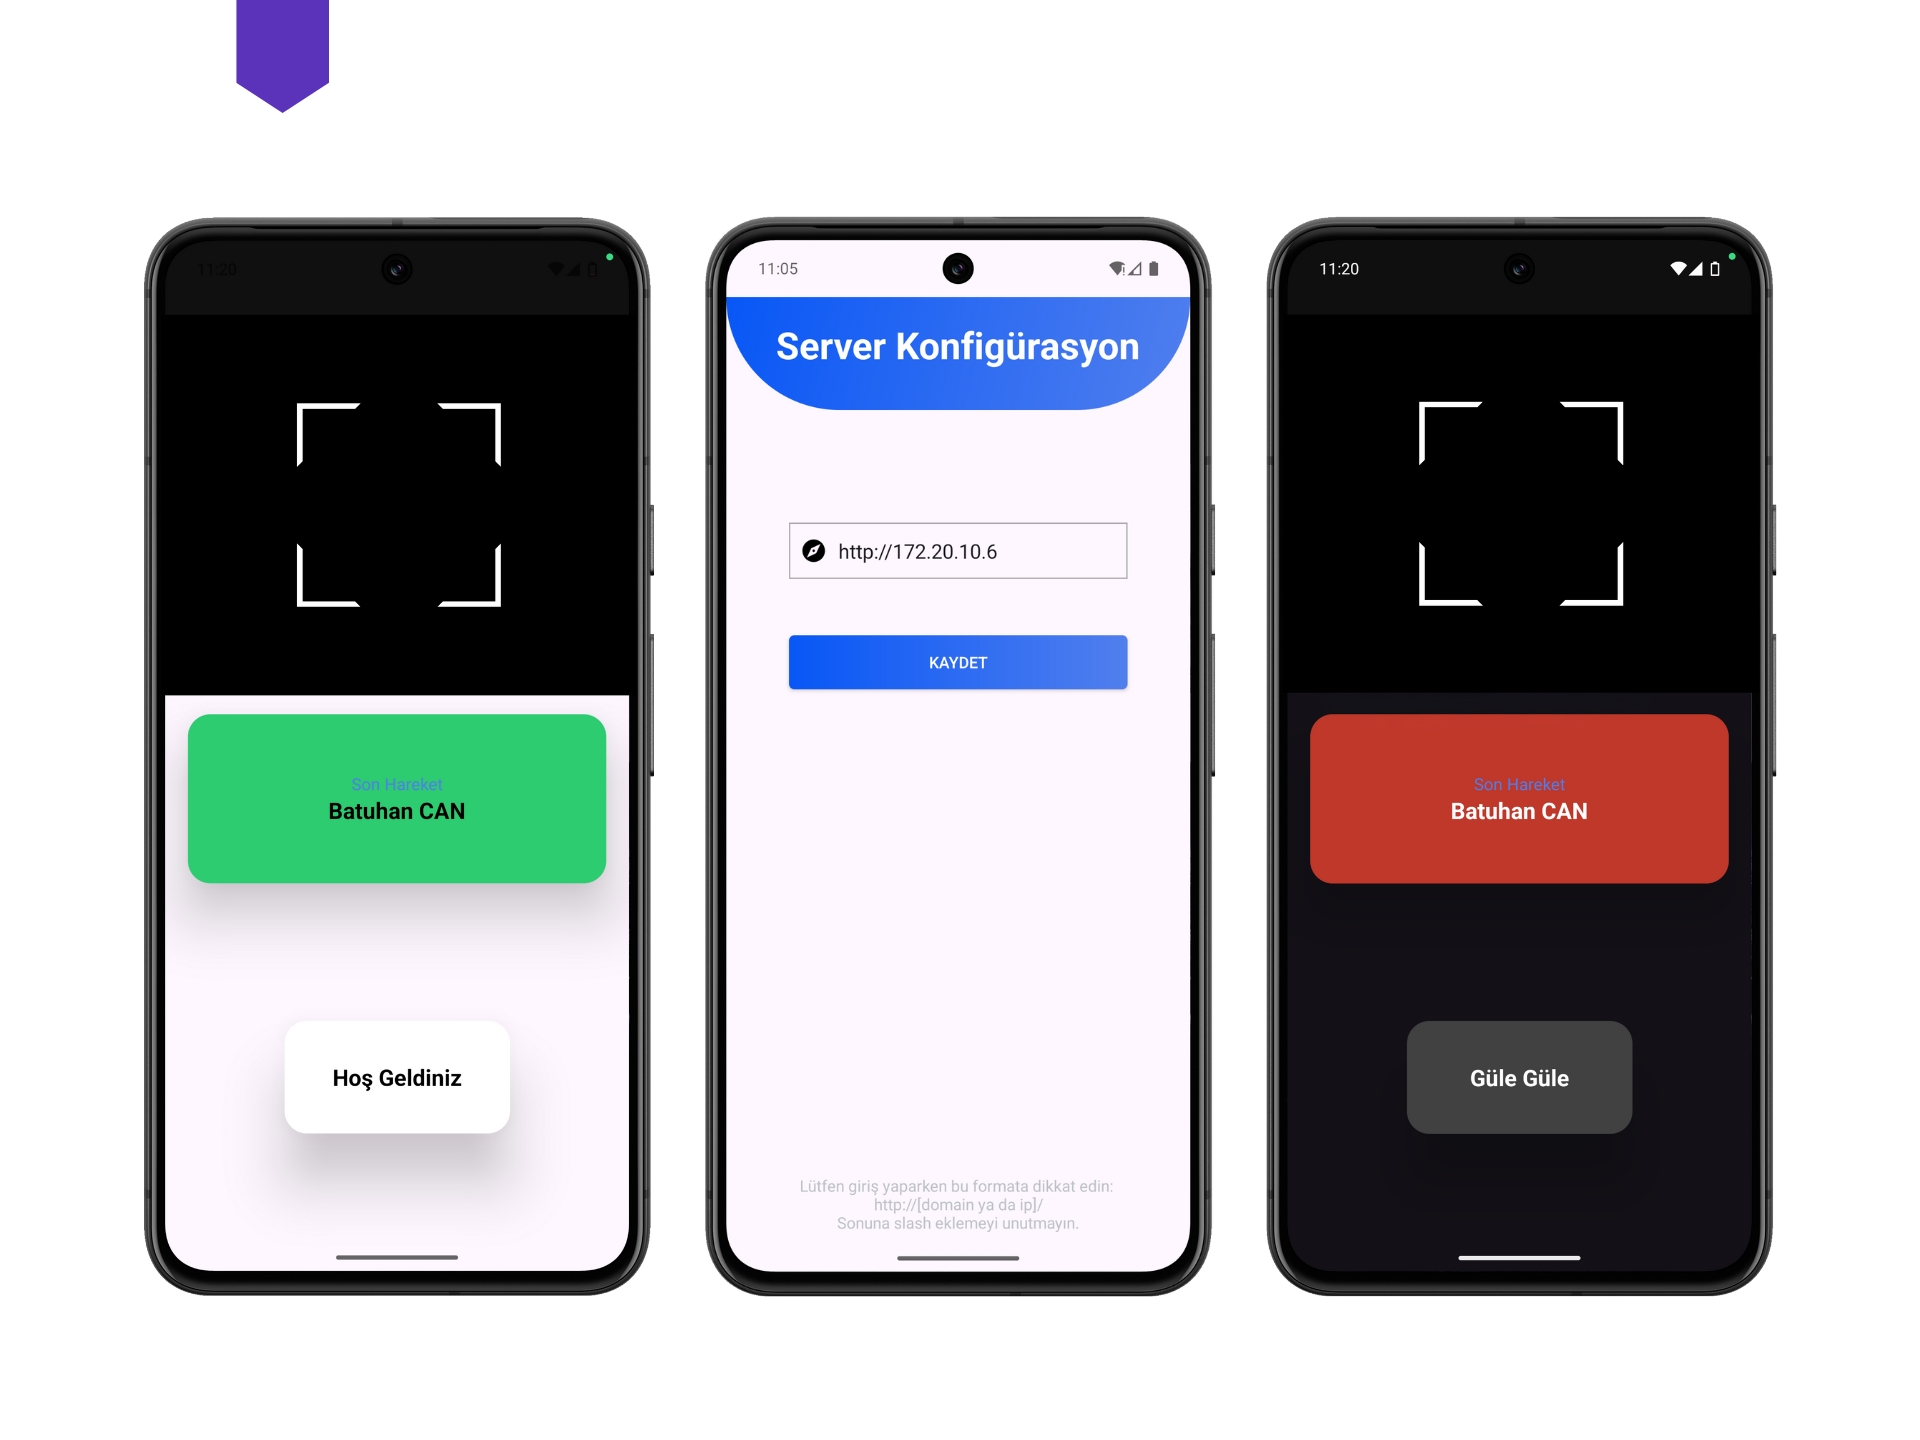 11:20
Son Hareket
Batuhan CAN
Hoş Geldiniz
11:05
Server Konfigürasyon
http://172.20.10.6
KAYDET
Lütfen giriş yaparken bu formata dikkat edin:
http://[domain ya da ip]/
Sonuna slash eklemeyi unutmayın.
11:20
Son Hareket
Batuhan CAN
Güle Güle